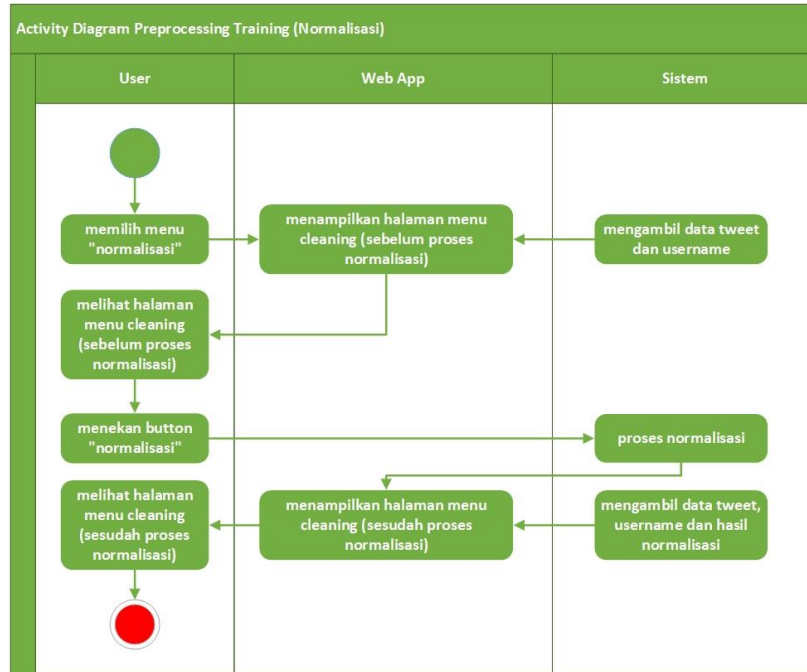 Activity Diagram Preprocessing Training (Normalisasi)
User
Web App
Sistem
memilih menu
"normalisasi"
menampilkan halaman menu
cleaning (sebelum proses
normalisasi)
mengambil data tweet
dan username
melihat halaman
menu cleaning
(sebelum proses
normalisasi)
menekan button
"normalisasi"
proses normalisasi
melihat halaman
menu cleaning
(sesudah proses
normalisasi)
menampilkan halaman menu
cleaning (sesudah proses
normalisasi)
mengambil data tweet,
username dan hasil
normalisasi